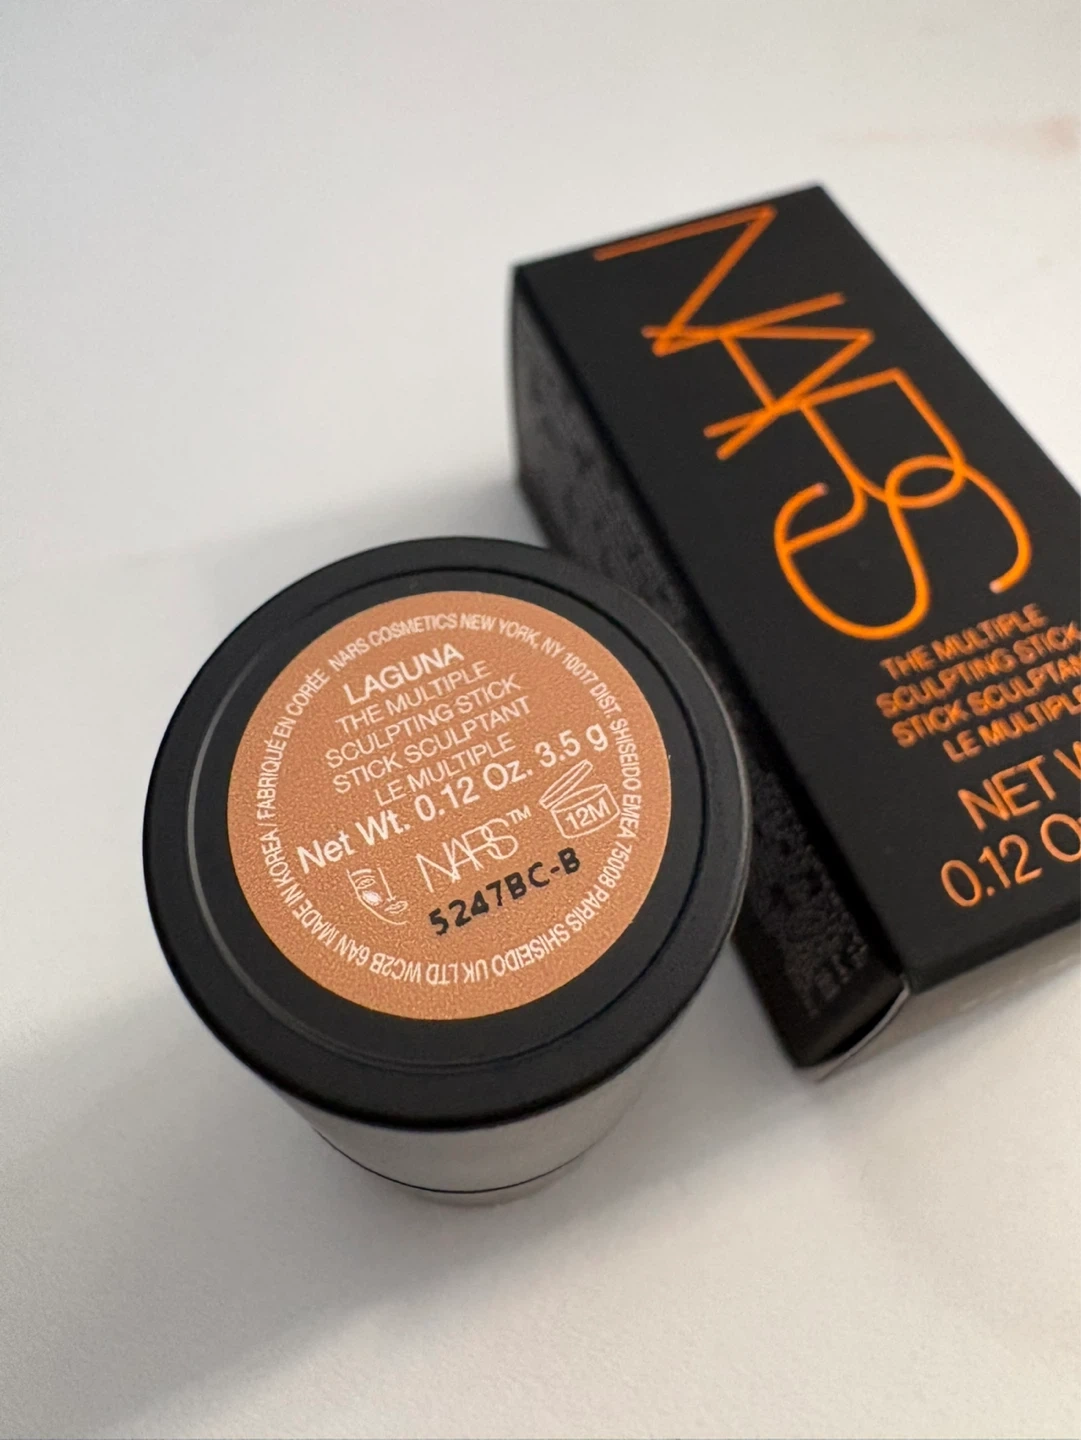 NARS COSMETICS NEW YORK, NY 10017 DIST. SHISEIDO EMEA 75008 PARIS SHISEIDO UK LTD WC2B 6AN MADE IN KOREA / FABRIQUÉ EN CORÉE
LAGUNA
THE MULTIPLE
SCULPTING STICK
STICK SCULPTANT
LE MULTIPLE
Net Wt. 0.12 Oz. 3.5 g
NARS™
12M
5247BC-B
NARS
THE MULTIPLE
SCULPTING STICK
STICK SCULPTAN
LE MULTIPLE
NET
0.12 O